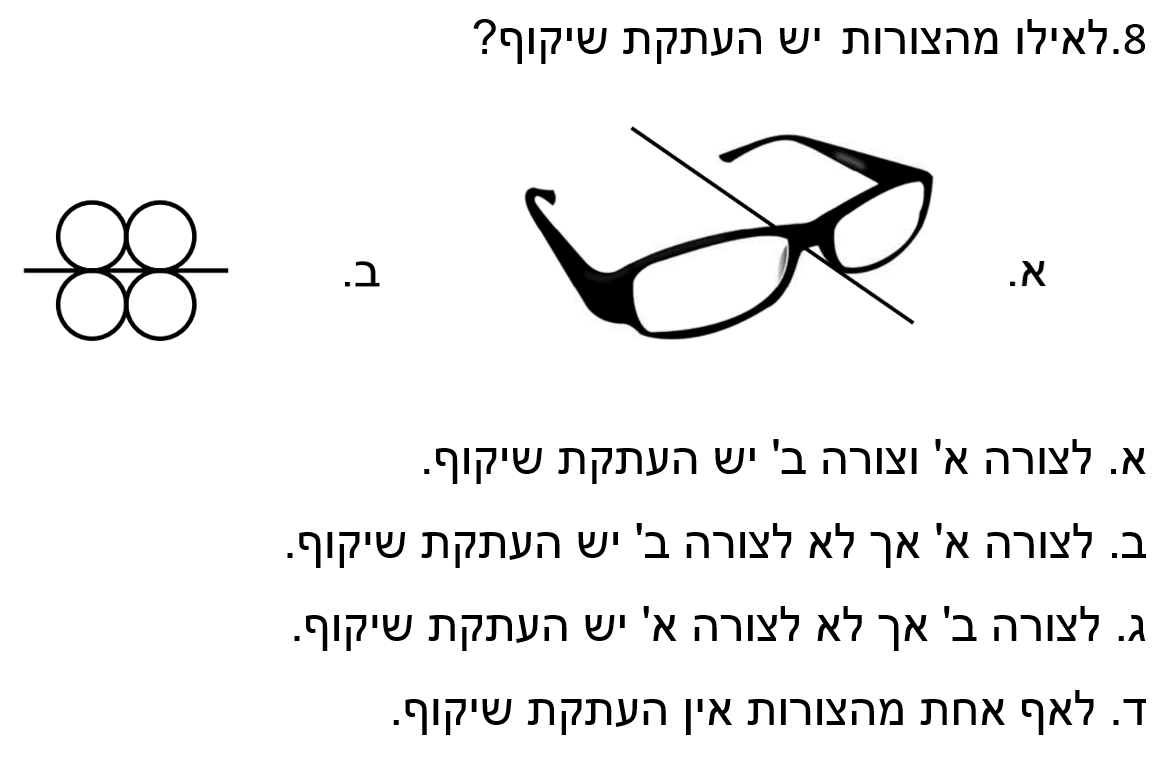 8.לאילו מהצורות יש העתקת שיקוף?
א.
ב.
א. לצורה א' וצורה ב' יש העתקת שיקוף.
ב. לצורה א' אך לא לצורה ב' יש העתקת שיקוף.
ג. לצורה ב' אך לא לצורה א' יש העתקת שיקוף.
ד. לאף אחת מהצורות אין העתקת שיקוף.